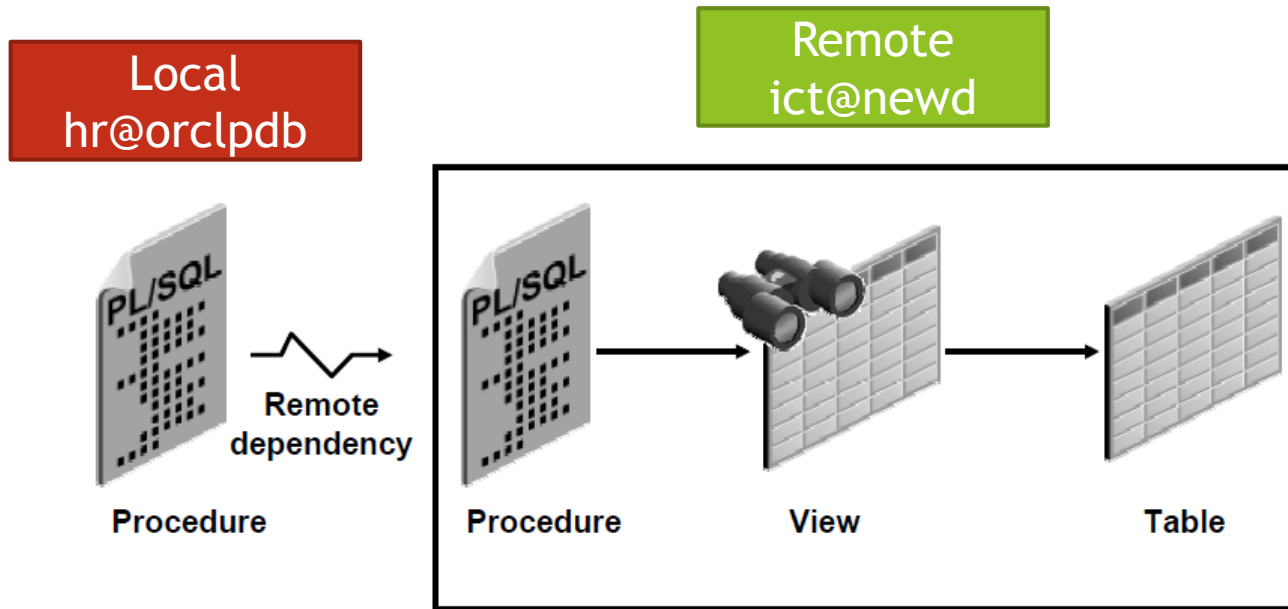 Local
hr@orclpdb
Remote
ict@newd
PL/SQL
PL/SQL
Remote
dependency
Procedure
Procedure
View
Table